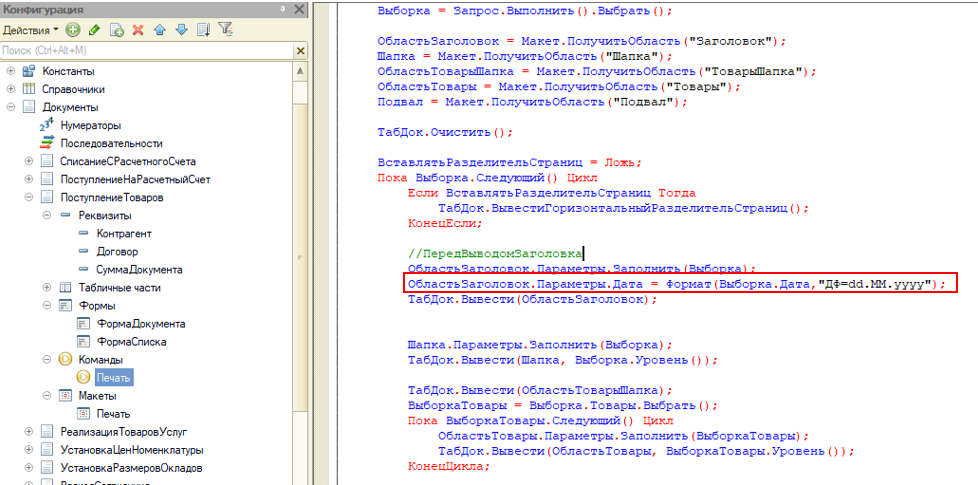 Конфигурация
Действия
Поиск (Ctrl+Alt+M)
Константы
Справочники
Документы
Нумераторы
Последовательности
СписаниеСРасчетногоСчета
ПоступлениеНаРасчетныйСчет
ПоступлениеТоваров
Реквизиты
Контрагент
Договор
СуммаДокумента
Табличные части
Формы
ФормаДокумента
ФормаСписка
Команды
Печать
Макеты
Печать
РеализацияТоваровУслуг
УстановкаЦенНоменклатуры
УстановкаРазмеровОкладов
Выборка = Запрос.Выполнить().Выбрать();
ОбластьЗаголовок = Макет.ПолучитьОбласть("Заголовок");
Шапка = Макет.ПолучитьОбласть("Шапка");
ОбластьТоварыШапка = Макет.ПолучитьОбласть("ТоварыШапка");
ОбластьТовары = Макет.ПолучитьОбласть("Товары");
Подвал = Макет.ПолучитьОбласть("Подвал");
ТабДок.Очистить();
ВставлятьРазделительСтраниц = Ложь;
Пока Выборка.Следующий() Цикл
Если ВставлятьРазделительСтраниц Тогда
ТабДок.ВывестиГоризонтальныйРазделительСтраниц();
КонецЕсли;
//ПередВыводомЗаголовка
ОбластьЗаголовок.Параметры.Заполнить(Выборка);
ОбластьЗаголовок.Параметры.Дата = Формат(Выборка.Дата,"ДФ=dd.MM.yyyy");
ТабДок.Вывести(ОбластьЗаголовок);
Шапка.Параметры.Заполнить(Выборка);
ТабДок.Вывести(Шапка, Выборка.Уровень());
ТабДок.Вывести(ОбластьТоварыШапка);
ВыборкаТовары = Выборка.Товары.Выбрать();
Пока ВыборкаТовары.Следующий() Цикл
ОбластьТовары.Параметры.Заполнить(ВыборкаТовары);
ТабДок.Вывести(ОбластьТовары, ВыборкаТовары.Уровень());
КонецЦикла;